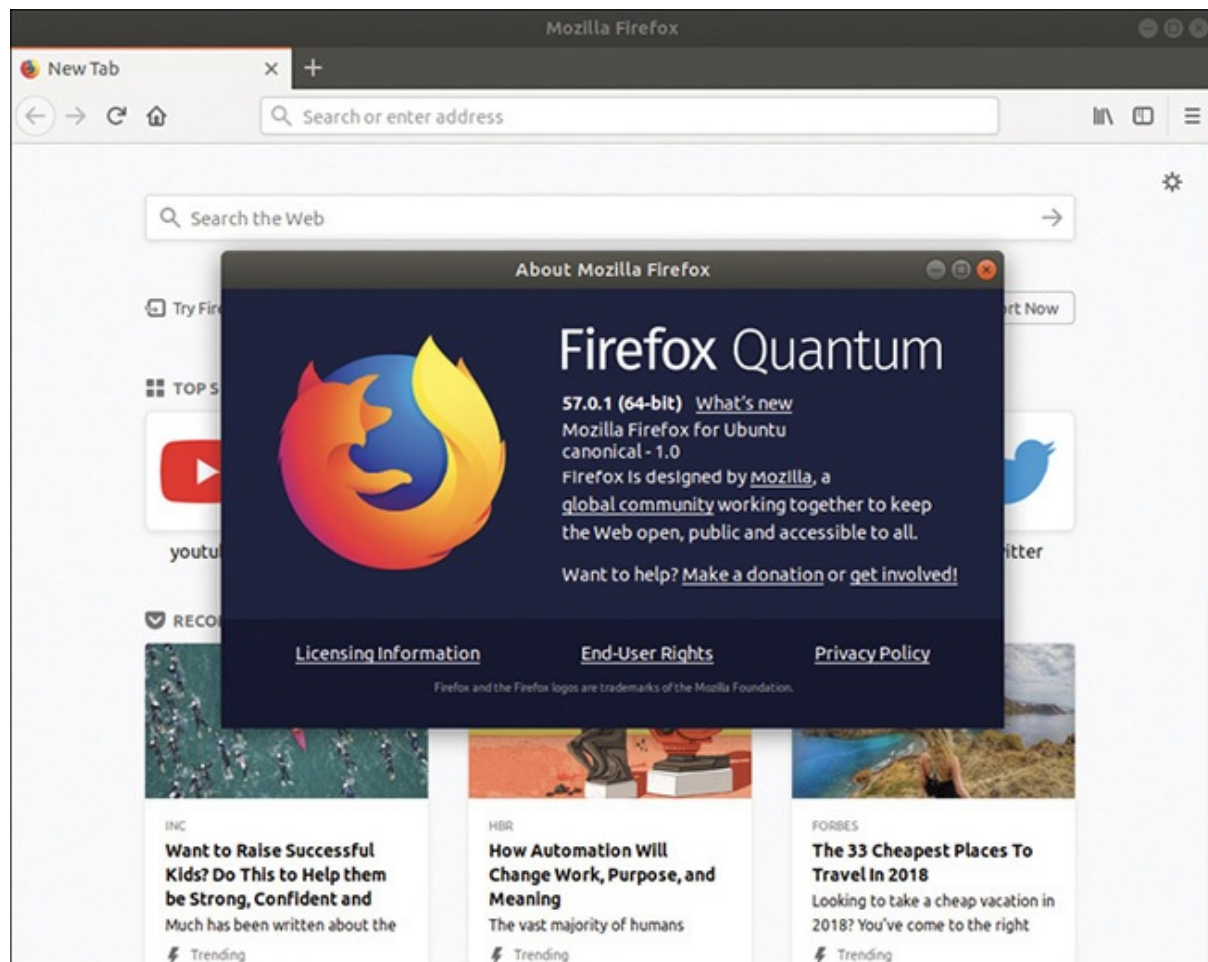 Mozilla Firefox
New Tab
Search or enter address
Search the Web
About Mozilla Firefox
Try Fire
rt Now
Firefox Quantum
57.0.1 (64-bit) What's new
Mozilla Firefox for Ubuntu
canonical - 1.0
Firefox is designed by Mozilla, a
global community working together to keep
the Web open, public and accessible to all.
Want to help? Make a donation or get involved!
TOP S
youtu
itter
RECO
Licensing Information End-User Rights Privacy Policy
Firefox and the Firefox logos are trademarks of the Mozilla Foundation.
INC
Want to Raise Successful
Kids? Do This to Help them
be Strong, Confident and
Much has been written about the
Trending
HBR
How Automation Will
Change Work, Purpose, and
Meaning
The vast majority of humans
Trending
FORBES
The 33 Cheapest Places To
Travel In 2018
Looking to take a cheap vacation in
2018? You've come to the right
Trending